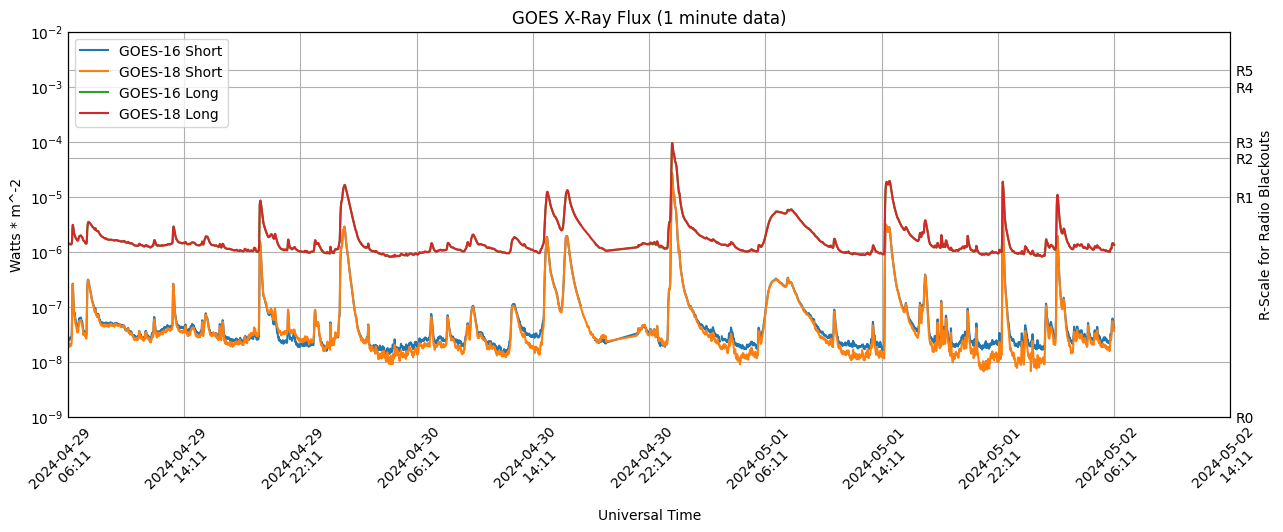 GOES X-Ray Flux (1 minute data)
GOES-16 Short
GOES-18 Short
GOES-16 Long
GOES-18 Long
Watts * m^-2
10^-2
10^-3
10^-4
10^-5
10^-6
10^-7
10^-8
10^-9
R5
R4
R3
R2
R1
R0
R-Scale for Radio Blackouts
2024-04-29
06:11
2024-04-29
14:11
2024-04-29
22:11
2024-04-30
06:11
2024-04-30
14:11
2024-04-30
22:11
2024-05-01
06:11
2024-05-01
14:11
2024-05-01
22:11
2024-05-02
06:11
2024-05-02
14:11
Universal Time